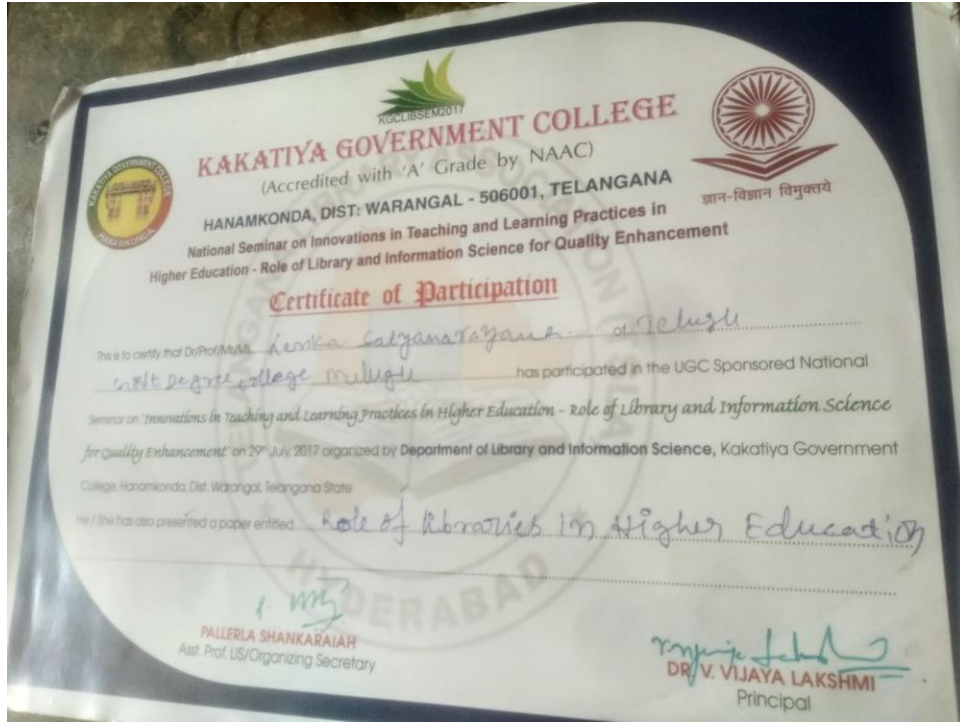 KGCLIBSEM2017
KAKATIYA GOVERNMENT COLLEGE
(Accredited with 'A' Grade by NAAC)
HANAMKONDA, DIST: WARANGAL - 506001, TELANGANA
National Seminar on Innovations in Teaching and Learning Practices in
Higher Education - Role of Library and Information Science for Quality Enhancement
KAKATIYA GOVERNMENT COLLEGE
HANAMKONDA
ज्ञान-विज्ञान विमुक्तये
Certificate of Participation
This is to certify that Dr/Prof/Mr/Ms. Lenka Satyanarayana of Telugu
Govt Degree college Mulugu has participated in the UGC Sponsored National
Seminar on "Innovations in Teaching and Learning Practices in Higher Education - Role of Library and Information Science
for Quality Enhancement" on 29th July, 2017 organized by Department of Library and Information Science, Kakatiya Government
College, Hanamkonda, Dist. Warangal, Telangana State
He / She has also presented a paper entitled Role of libraries In Higher Education
HYDERABAD
PALLERLA SHANKARAIAH
Asst. Prof. LIS/Organizing Secretary
DR. V. VIJAYA LAKSHMI
Principal